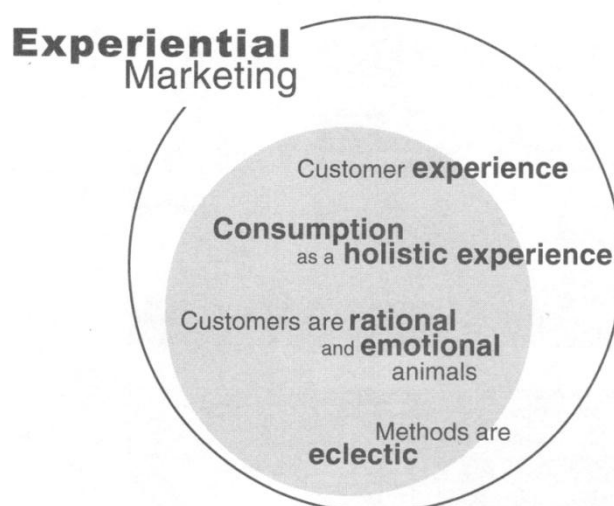 Experiential
Marketing
Customer experience
Consumption
as a holistic experience
Customers are rational
and emotional
animals
Methods are
eclectic